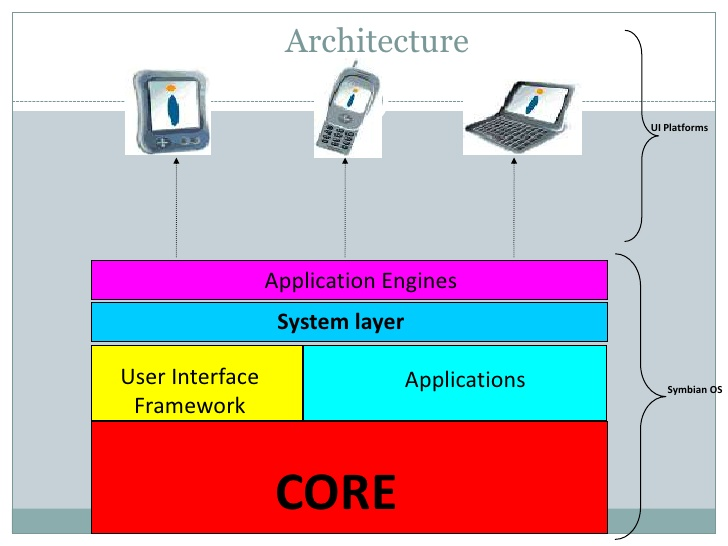 Architecture
UI Platforms
Application Engines
System layer
User Interface
Framework
Applications
Symbian OS
CORE